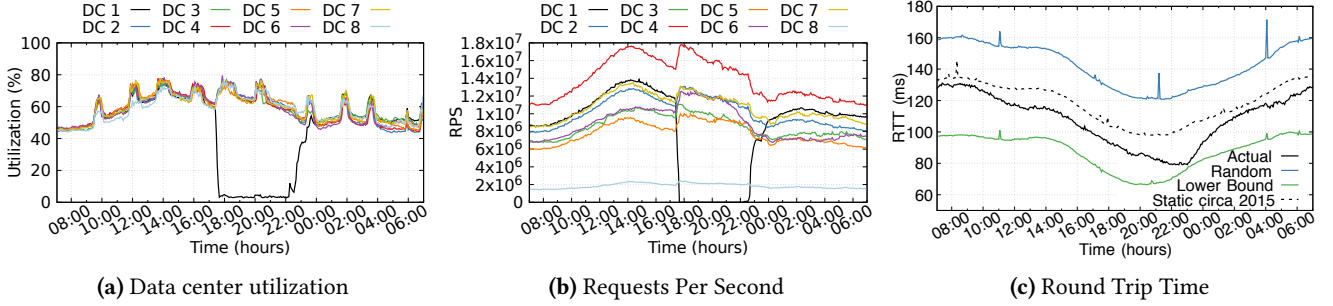 DC 1 DC 3 DC 5 DC 7
DC 2 DC 4 DC 6 DC 8
100
80
60
40
20
0
Utilization (%)
08:00 10:00 12:00 14:00 16:00 18:00 20:00 22:00 00:00 02:00 04:00 06:00
Time (hours)
(a) Data center utilization
DC 1 DC 3 DC 5 DC 7
DC 2 DC 4 DC 6 DC 8
1.8x10^7
1.6x10^7
1.4x10^7
1.2x10^7
1x10^7
8x10^6
6x10^6
4x10^6
2x10^6
0
RPS
08:00 10:00 12:00 14:00 16:00 18:00 20:00 22:00 00:00 02:00 04:00 06:00
Time (hours)
(b) Requests Per Second
180
160
140
120
100
80
60
RTT (ms)
Actual
Random
Lower Bound
Static circa 2015
08:00 10:00 12:00 14:00 16:00 18:00 20:00 22:00 00:00 02:00 04:00 06:00
Time (hours)
(c) Round Trip Time